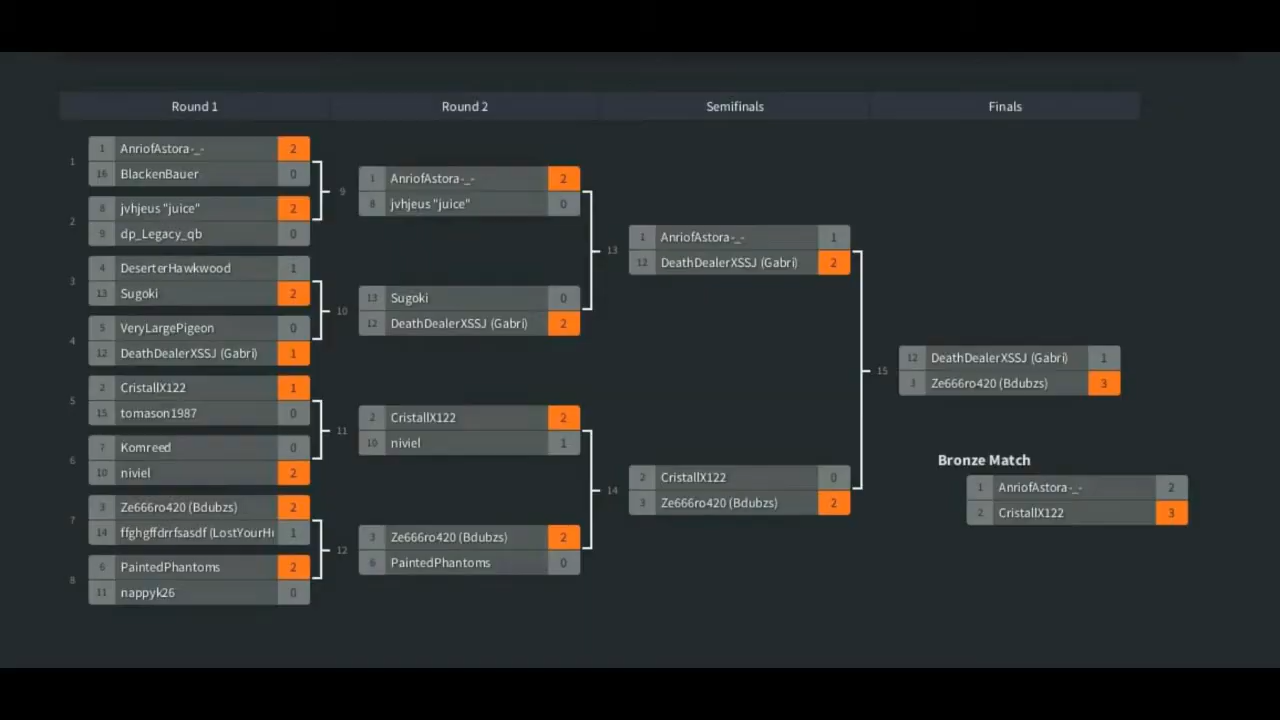 Round 1
Round 2
Semifinals
Finals
1
1 AnriofAstora-_- 2
16 BlackenBauer 0
2
8 jvhjeus "juice" 2
9 dp_Legacy_qb 0
3
4 DeserterHawkwood 1
13 Sugoki 2
4
5 VeryLargePigeon 0
12 DeathDealerXSSJ (Gabri) 1
5
2 CristallX122 1
15 tomason1987 0
6
7 Komreed 0
10 niviel 2
7
3 Ze666ro420 (Bdubzs) 2
14 ffghgffdrrfsasdf (LostYourH 1
8
6 PaintedPhantoms 2
11 nappyk26 0
9
1 AnriofAstora-_- 2
8 jvhjeus "juice" 0
10
13 Sugoki 0
12 DeathDealerXSSJ (Gabri) 2
11
2 CristallX122 2
10 niviel 1
12
3 Ze666ro420 (Bdubzs) 2
6 PaintedPhantoms 0
13
1 AnriofAstora-_- 1
12 DeathDealerXSSJ (Gabri) 2
14
2 CristallX122 0
3 Ze666ro420 (Bdubzs) 2
15
12 DeathDealerXSSJ (Gabri) 1
3 Ze666ro420 (Bdubzs) 3
Bronze Match
1 AnriofAstora-_- 2
2 CristallX122 3